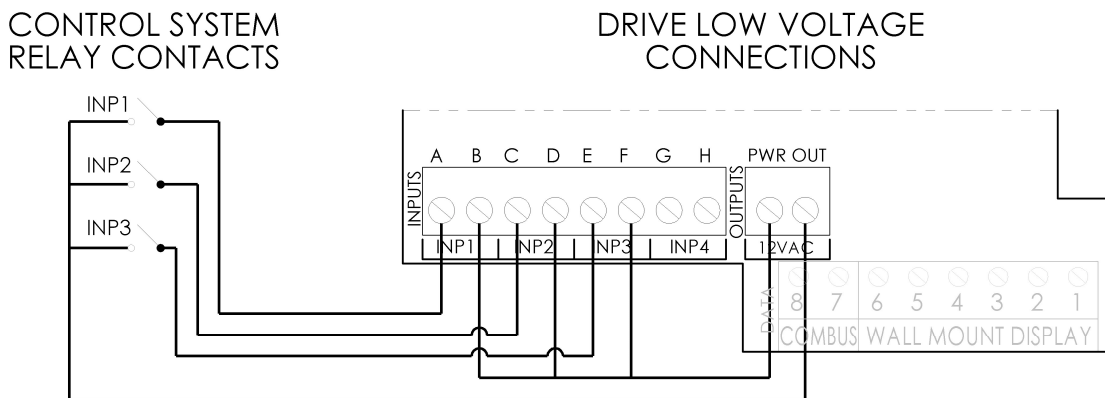 CONTROL SYSTEM
RELAY CONTACTS
DRIVE LOW VOLTAGE
CONNECTIONS
INP1
INP2
INP3
A B C D E F G H
PWR OUT
INPUTS
OUTPUTS
INP1 INP2 INP3 INP4
12VAC
DATA
8 7 6 5 4 3 2 1
COMBUS WALL MOUNT DISPLAY